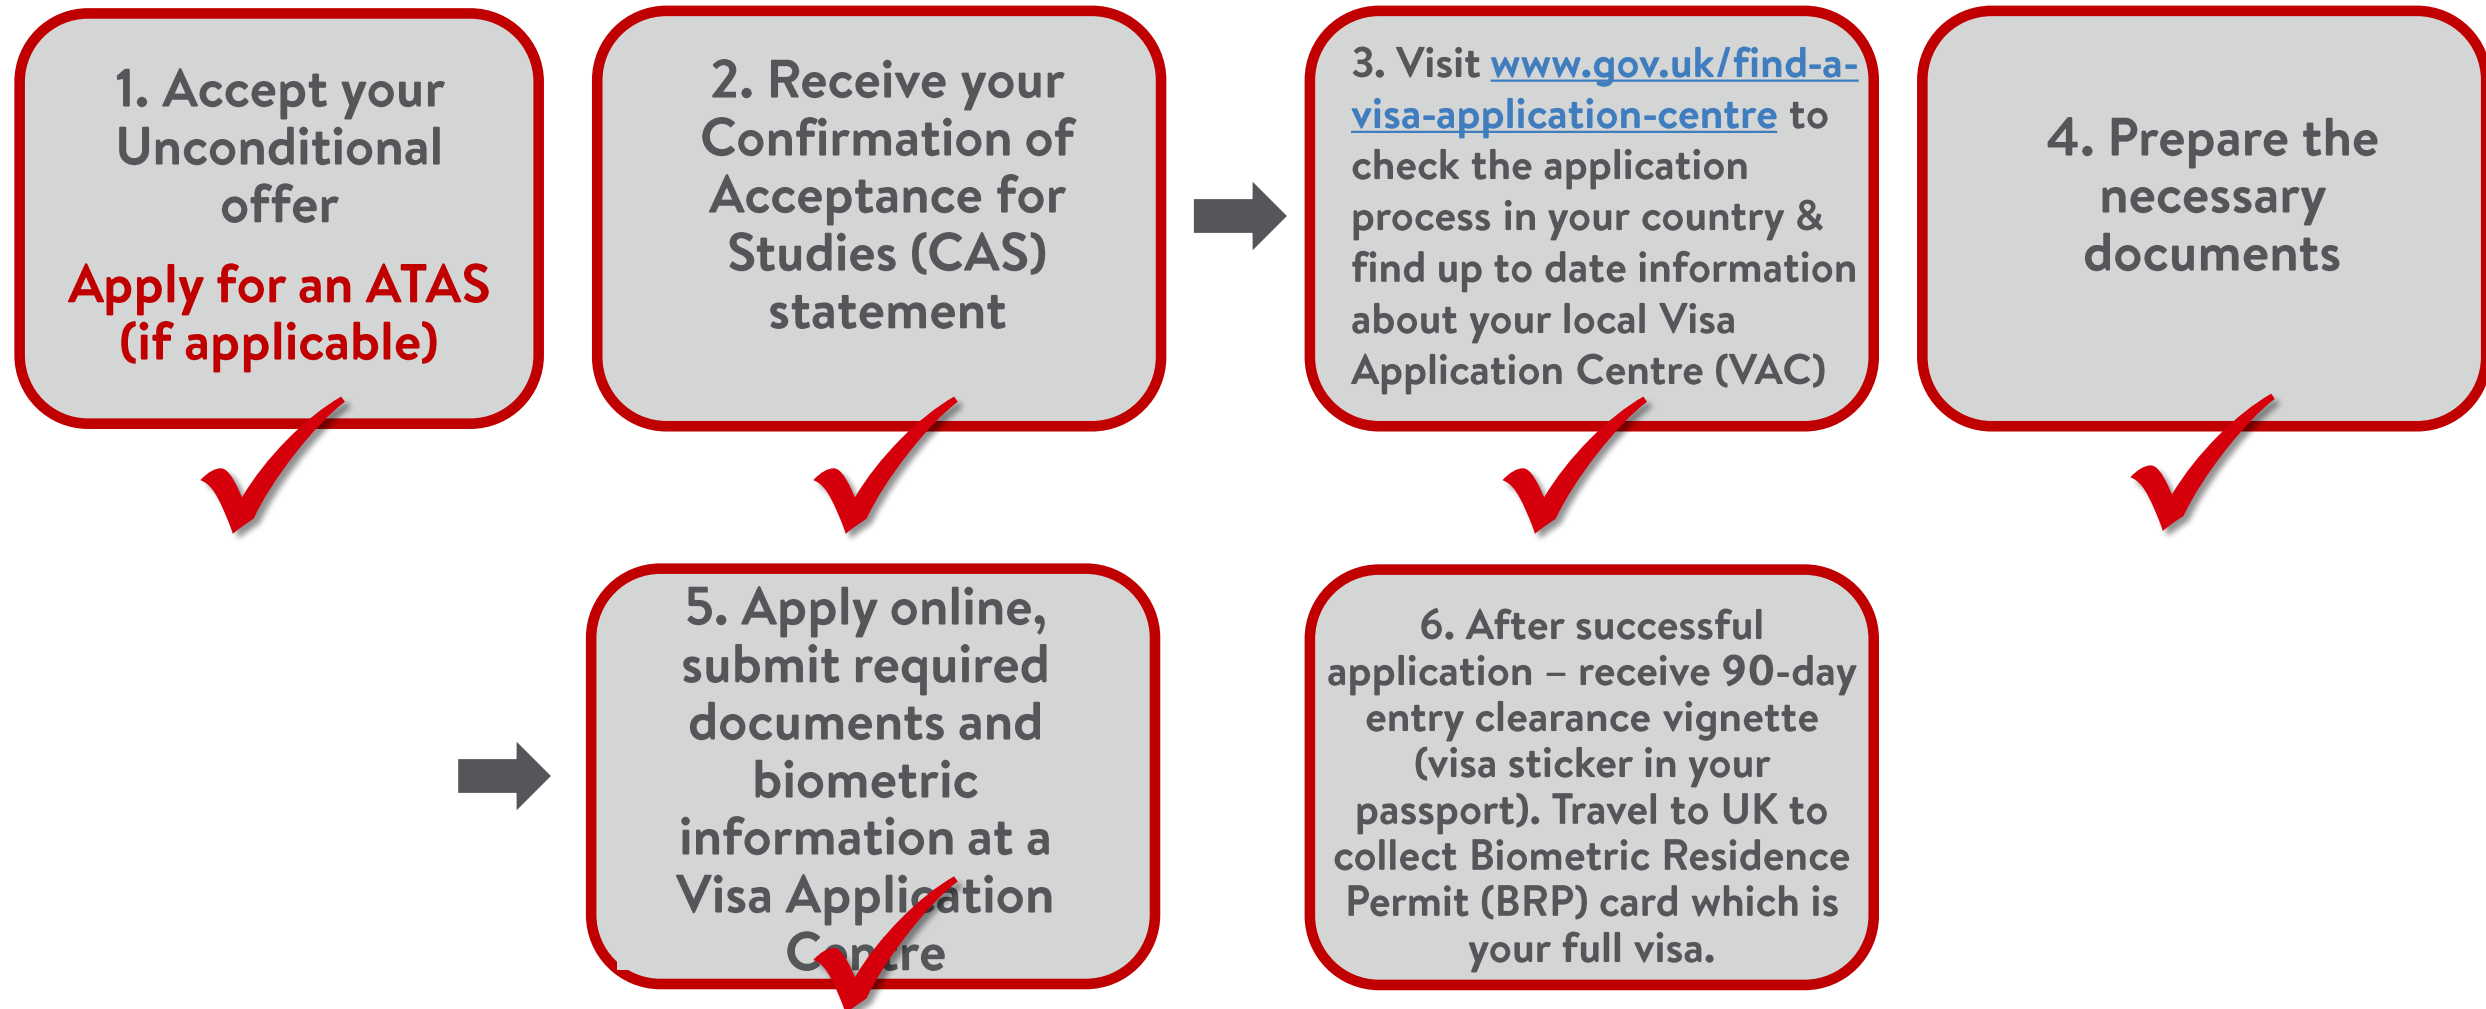 1. Accept your
Unconditional
offer
Apply for an ATAS
(if applicable)
2. Receive your
Confirmation of
Acceptance for
Studies (CAS)
statement
3. Visit www.gov.uk/find-a-
visa-application-centre to
check the application
process in your country &
find up to date information
about your local Visa
Application Centre (VAC)
4. Prepare the
necessary
documents
5. Apply online,
submit required
documents and
biometric
information at a
Visa Application
Centre
6. After successful
application – receive 90-day
entry clearance vignette
(visa sticker in your
passport). Travel to UK to
collect Biometric Residence
Permit (BRP) card which is
your full visa.